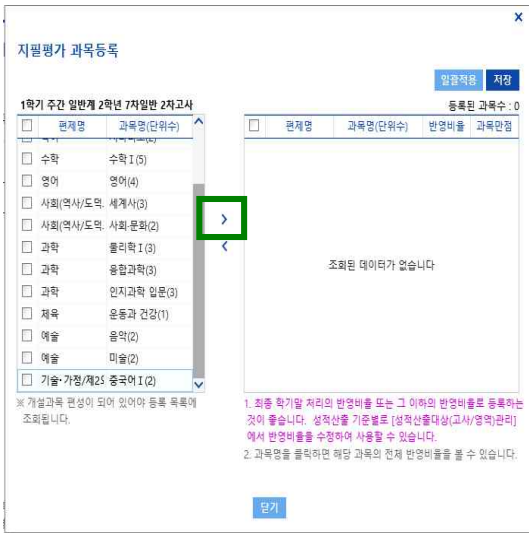 지필평가 과목등록
일괄적용 저장
1학기 주간 일반계 2학년 7차일반 2차고사
등록된 과목수 : 0
편제명 과목명(단위수)
편제명 과목명(단위수) 반영비율 과목만점
수학 수학Ⅰ(5)
영어 영어(4)
사회(역사/도덕. 세계사(3)
사회(역사/도덕. 사회·문화(2)
과학 물리학Ⅰ(3)
과학 융합과학(3)
과학 인지과학 입문(3)
체육 운동과 건강(1)
예술 음악(2)
예술 미술(2)
기술·가정/제2 중국어Ⅰ(2)
조회된 데이터가 없습니다
※ 개설과목 편성이 되어 있어야 등록 목록에
조회됩니다.
1. 최종 학기말 처리의 반영비율 또는 그 이하의 반영비율로 등록하는
것이 좋습니다. 성적산출 기준별로 [성적산출대상(고사/영역)관리]
에서 반영비율을 수정하여 사용할 수 있습니다.
2. 과목명을 클릭하면 해당 과목의 전체 반영비율을 볼 수 있습니다.
닫기